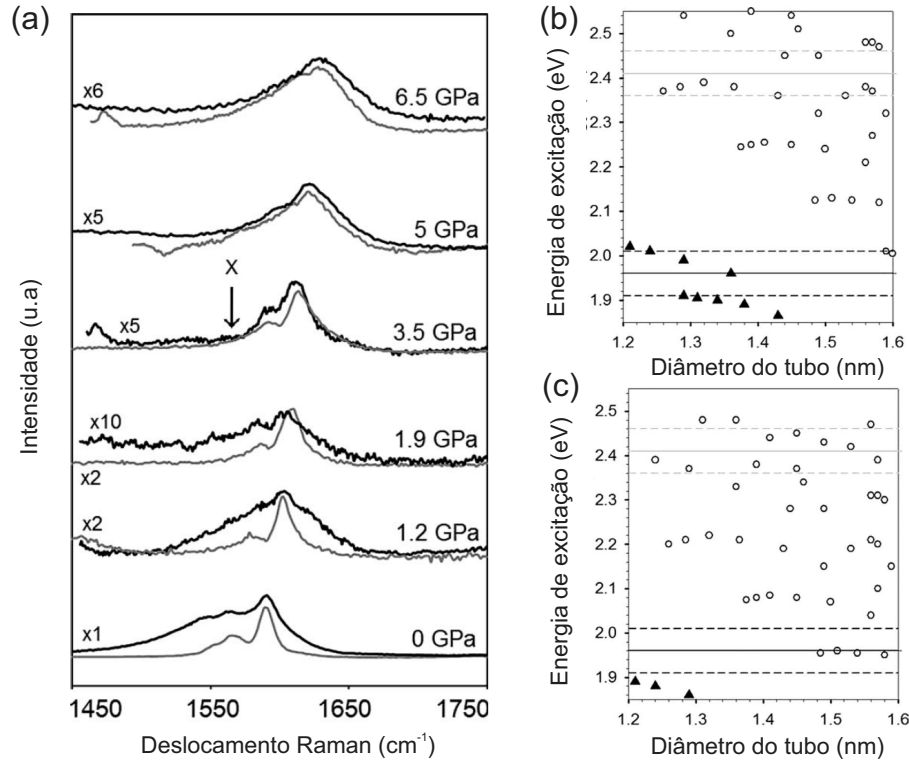 (a)
Intensidade (u.a)
x6
6.5 GPa
x5
5 GPa
X
x5
3.5 GPa
x10
1.9 GPa
x2
x2
1.2 GPa
x1
0 GPa
1450 1550 1650 1750
Deslocamento Raman (cm⁻¹)
(b)
Energia de excitação (eV)
2.5
2.4
2.3
2.2
2.1
2.0
1.9
1.2 1.3 1.4 1.5 1.6
Diâmetro do tubo (nm)
(c)
Energia de excitação (eV)
2.5
2.4
2.3
2.2
2.1
2.0
1.9
1.2 1.3 1.4 1.5 1.6
Diâmetro do tubo (nm)